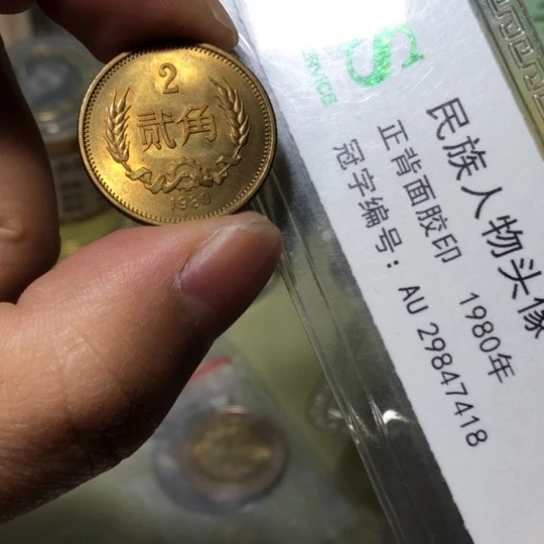 2
贰角
1980
S
SERVICE
民族人物头像
正背面胶印 1980年
冠字编号：AU 29847418